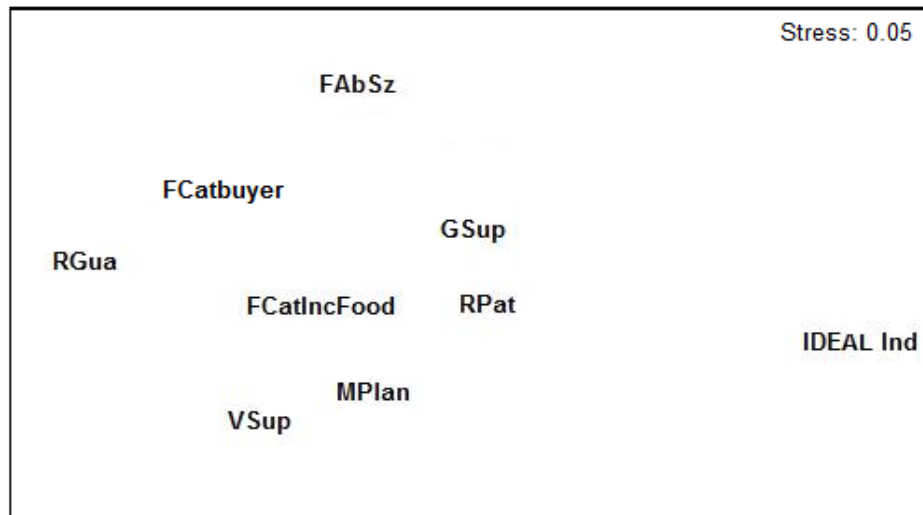 Stress: 0.05
FAbSz
FCatbuyer
GSup
RGua
FCatIncFood
RPat
IDEAL Ind
MPlan
VSup